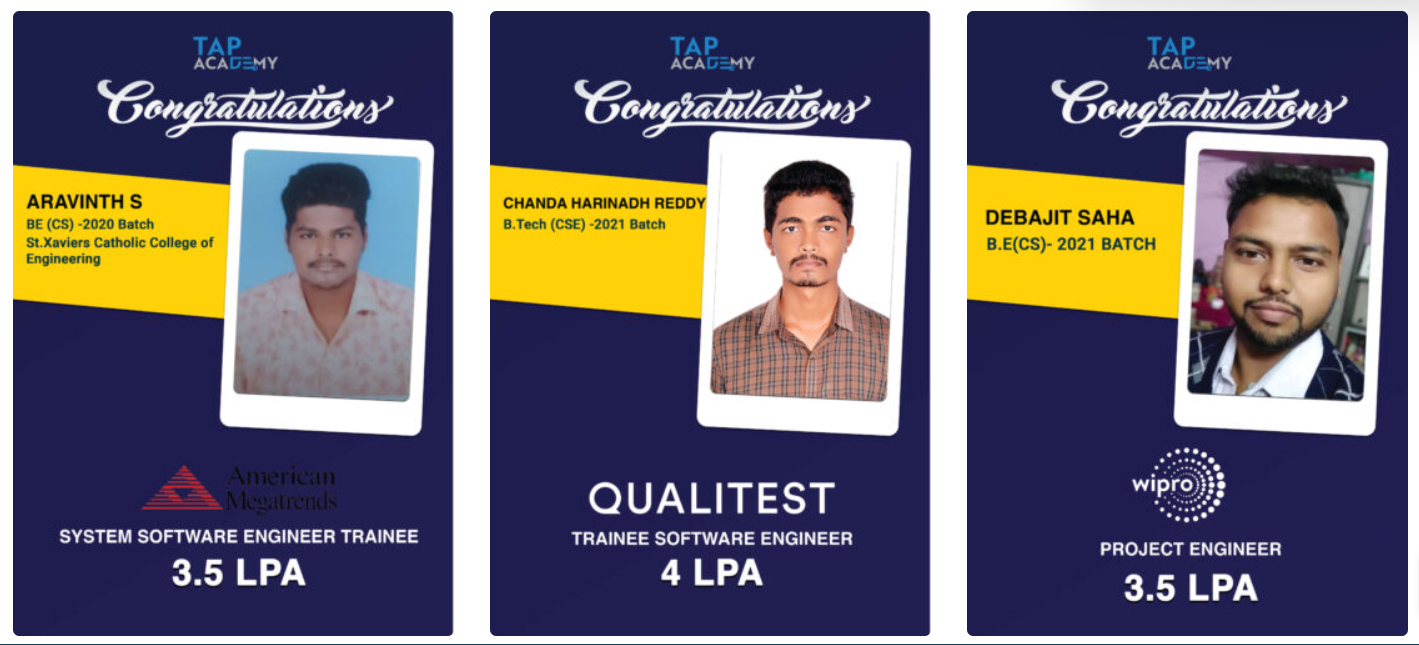 TAP
ACADEMY
Congratulations
ARAVINTH S
BE (CS) -2020 Batch
St.Xaviers Catholic College of
Engineering
American
Megatrends
SYSTEM SOFTWARE ENGINEER TRAINEE
3.5 LPA
TAP
ACADEMY
Congratulations
CHANDA HARINADH REDDY
B.Tech (CSE) -2021 Batch
QUALITEST
TRAINEE SOFTWARE ENGINEER
4 LPA
TAP
ACADEMY
Congratulations
DEBAJIT SAHA
B.E(CS)- 2021 BATCH
wipro
PROJECT ENGINEER
3.5 LPA